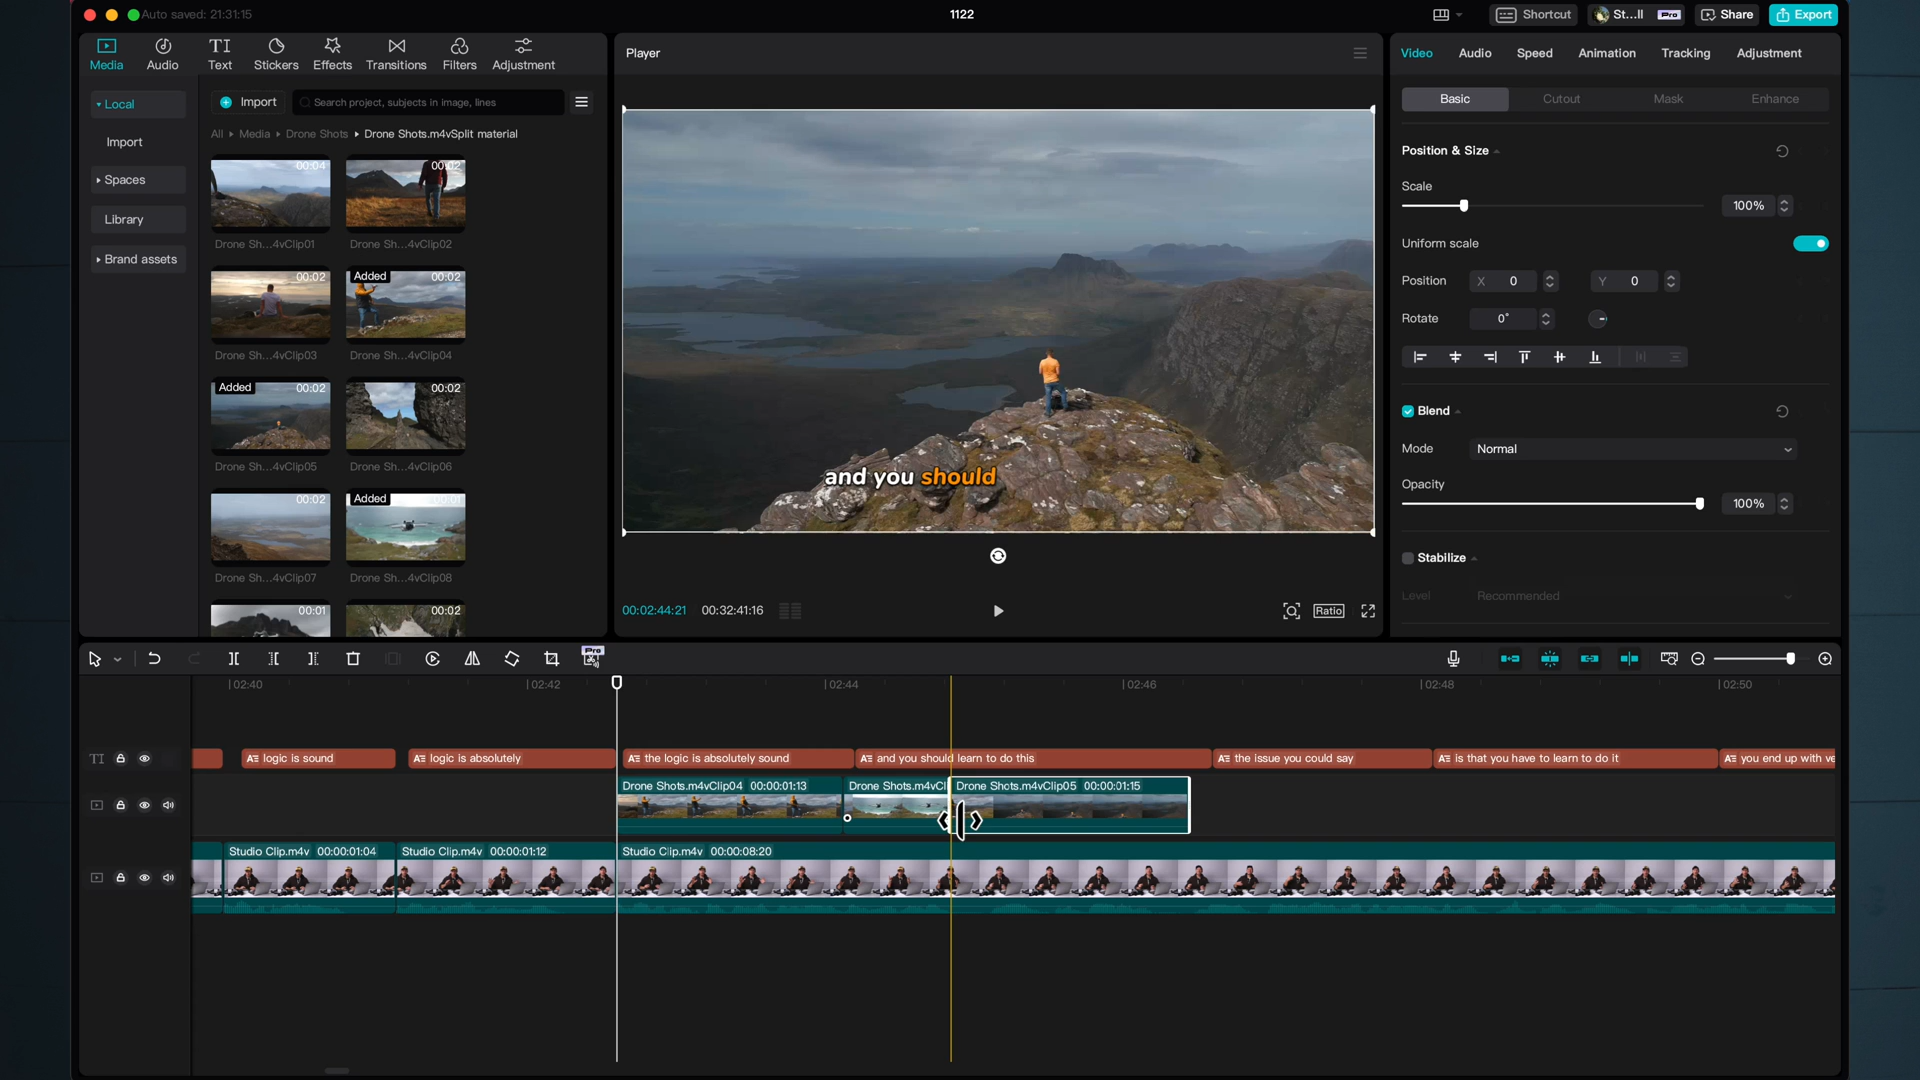 Auto saved: 21:31:15
1122
Shortcut
St...ll
Pro
Share
Export
Media
Audio
Text
Stickers
Effects
Transitions
Filters
Adjustment
Local
Import
Spaces
Library
Brand assets
Import
Search project, subjects in image, lines
All
Media
Drone Shots
Drone Shots.m4vSplit material
00:04
Drone Sh...4vClip01
00:02
Drone Sh...4vClip02
00:02
Drone Sh...4vClip03
Added
00:02
Drone Sh...4vClip04
Added
00:02
Drone Sh...4vClip05
00:02
Drone Sh...4vClip06
00:02
Drone Sh...4vClip07
Added
Drone Sh...4vClip08
00:01
00:02
Player
and you should
00:02:44:21
00:32:41:16
Ratio
Video
Audio
Speed
Animation
Tracking
Adjustment
Basic
Cutout
Mask
Enhance
Position & Size
Scale
100%
Uniform scale
Position
X 0
Y 0
Rotate
0°
Blend
Mode
Normal
Opacity
100%
Stabilize
Level
Recommended
Pro
02:40
02:42
02:44
02:46
02:48
02:50
TI
logic is sound
logic is absolutely
the logic is absolutely sound
and you should learn to do this
the issue you could say
is that you have to learn to do it
you end up with ve
Drone Shots.m4vClip04 00:00:01:13
Drone Shots.m4vCl
Drone Shots.m4vClip05 00:00:01:15
Studio Clip.m4v 00:00:01:04
Studio Clip.m4v 00:00:01:12
Studio Clip.m4v 00:00:08:20